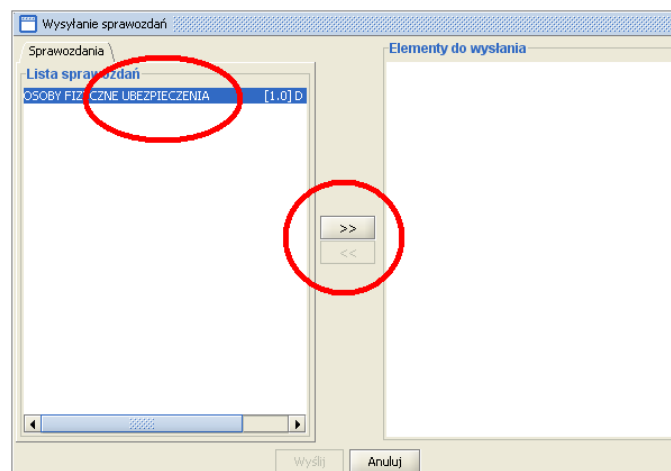 Wysyłanie sprawozdań
Sprawozdania
Elementy do wysłania
Lista sprawozdań
OSOBY FIZYCZNE UBEZPIECZENIA [1.0] D
>>
<<
Wyślij
Anuluj